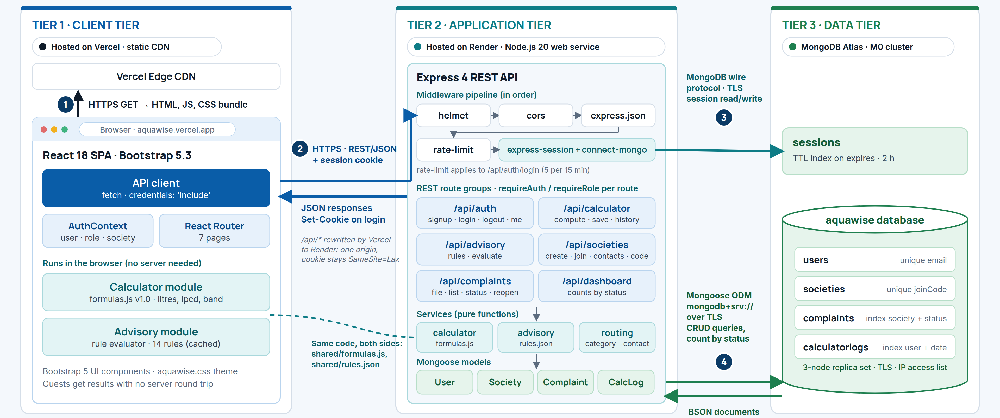 TIER 1 · CLIENT TIER
Hosted on Vercel · static CDN
Vercel Edge CDN
1
HTTPS GET → HTML, JS, CSS bundle
Browser · aquawise.vercel.app
React 18 SPA · Bootstrap 5.3
API client
fetch · credentials: 'include'
AuthContext
user · role · society
React Router
7 pages
Runs in the browser (no server needed)
Calculator module
formulas.js v1.0 · litres, lpcd, band
Advisory module
rule evaluator · 14 rules (cached)
Bootstrap 5 UI components · aquawise.css theme
Guests get results with no server round trip
2
HTTPS · REST/JSON
+ session cookie
JSON responses
Set-Cookie on login
/api/* rewritten by Vercel
to Render: one origin,
cookie stays SameSite=Lax
Same code, both sides:
shared/formulas.js,
shared/rules.json
TIER 2 · APPLICATION TIER
Hosted on Render · Node.js 20 web service
Express 4 REST API
Middleware pipeline (in order)
helmet
cors
express.json
rate-limit
express-session + connect-mongo
rate-limit applies to /api/auth/login (5 per 15 min)
REST route groups · requireAuth / requireRole per route
/api/auth
signup · login · logout · me
/api/calculator
compute · save · history
/api/advisory
rules · evaluate
/api/societies
create · join · contacts · code
/api/complaints
file · list · status · reopen
/api/dashboard
counts by status
Services (pure functions)
calculator
formulas.js
advisory
rules.json
routing
category→contact
Mongoose models
User
Society
Complaint
CalcLog
MongoDB wire
protocol · TLS
session read/write
3
Mongoose ODM
mongodb+srv://
over TLS
CRUD queries,
count by status
4
BSON documents
TIER 3 · DATA TIER
MongoDB Atlas · M0 cluster
sessions
TTL index on expires · 2 h
aquawise database
users
unique email
societies
unique joinCode
complaints
index society + status
calculatorlogs
index user + date
3-node replica set · TLS · IP access list